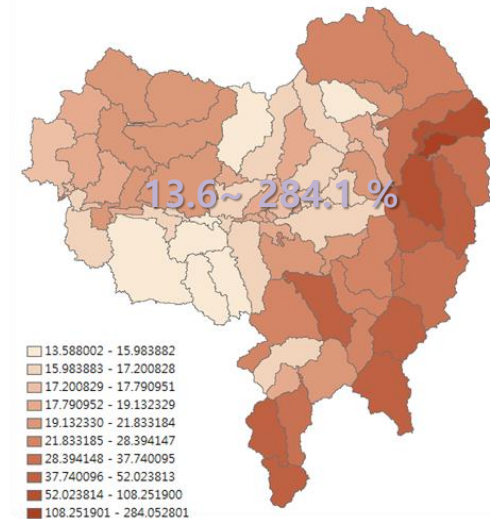 13.6~ 284.1 %
13.588002 - 15.983882
15.983883 - 17.200828
17.200829 - 17.790951
17.790952 - 19.132329
19.132330 - 21.833184
21.833185 - 28.394147
28.394148 - 37.740095
37.740096 - 52.023813
52.023814 - 108.251900
108.251901 - 284.052801